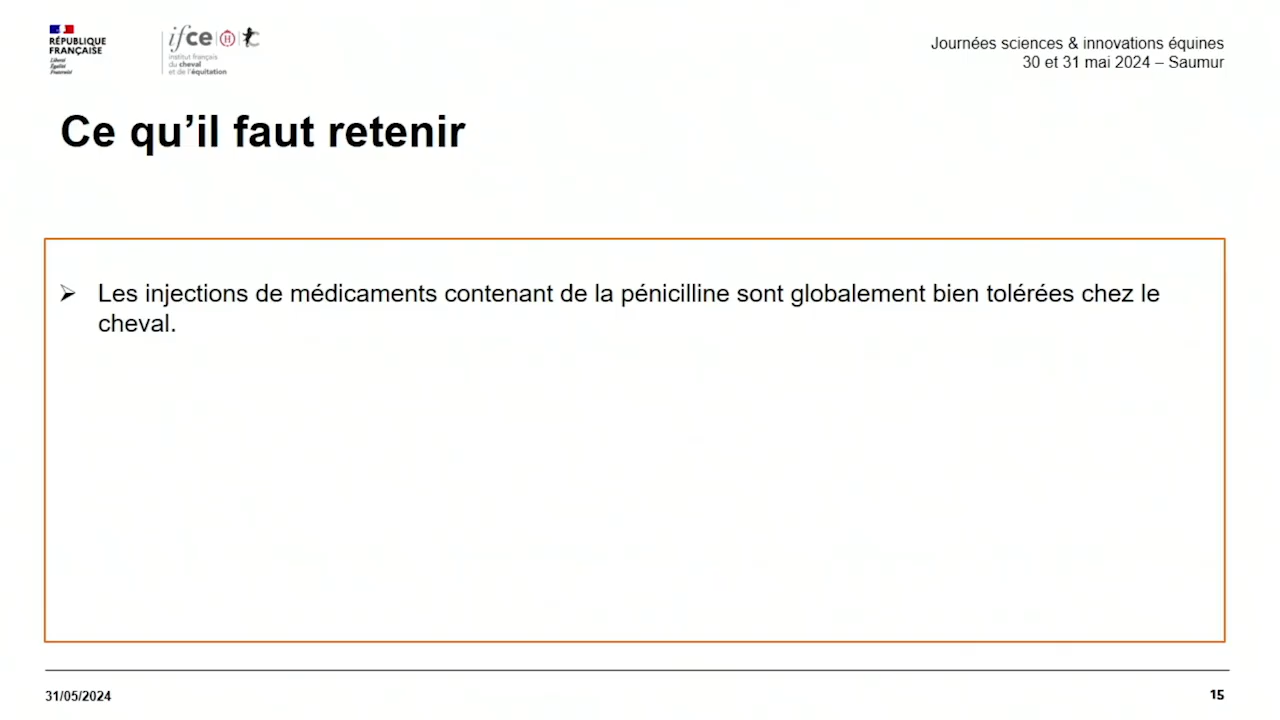 RÉPUBLIQUE
FRANÇAISE
Liberté
Égalité
Fraternité
ifce
institut français
du cheval
et de l'équitation
Journées sciences & innovations équines
30 et 31 mai 2024 – Saumur
Ce qu’il faut retenir
➢ Les injections de médicaments contenant de la pénicilline sont globalement bien tolérées chez le
cheval.
31/05/2024
15